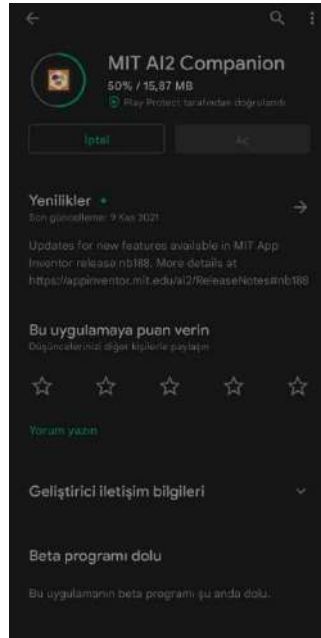 MIT AI2 Companion
50% / 15,87 MB
Play Protect tarafından doğrulandı
İptal
Aç
Yenilikler
Son güncelleme: 9 Kas 2021
Updates for new features available in MIT App
Inventor release nb188. More details at
https://appinventor.mit.edu/ai2/ReleaseNotes#nb188
Bu uygulamaya puan verin
Düşüncelerinizi diğer kişilerle paylaşın
Yorum yazın
Geliştirici iletişim bilgileri
Beta programı dolu
Bu uygulamanın beta programı şu anda dolu.